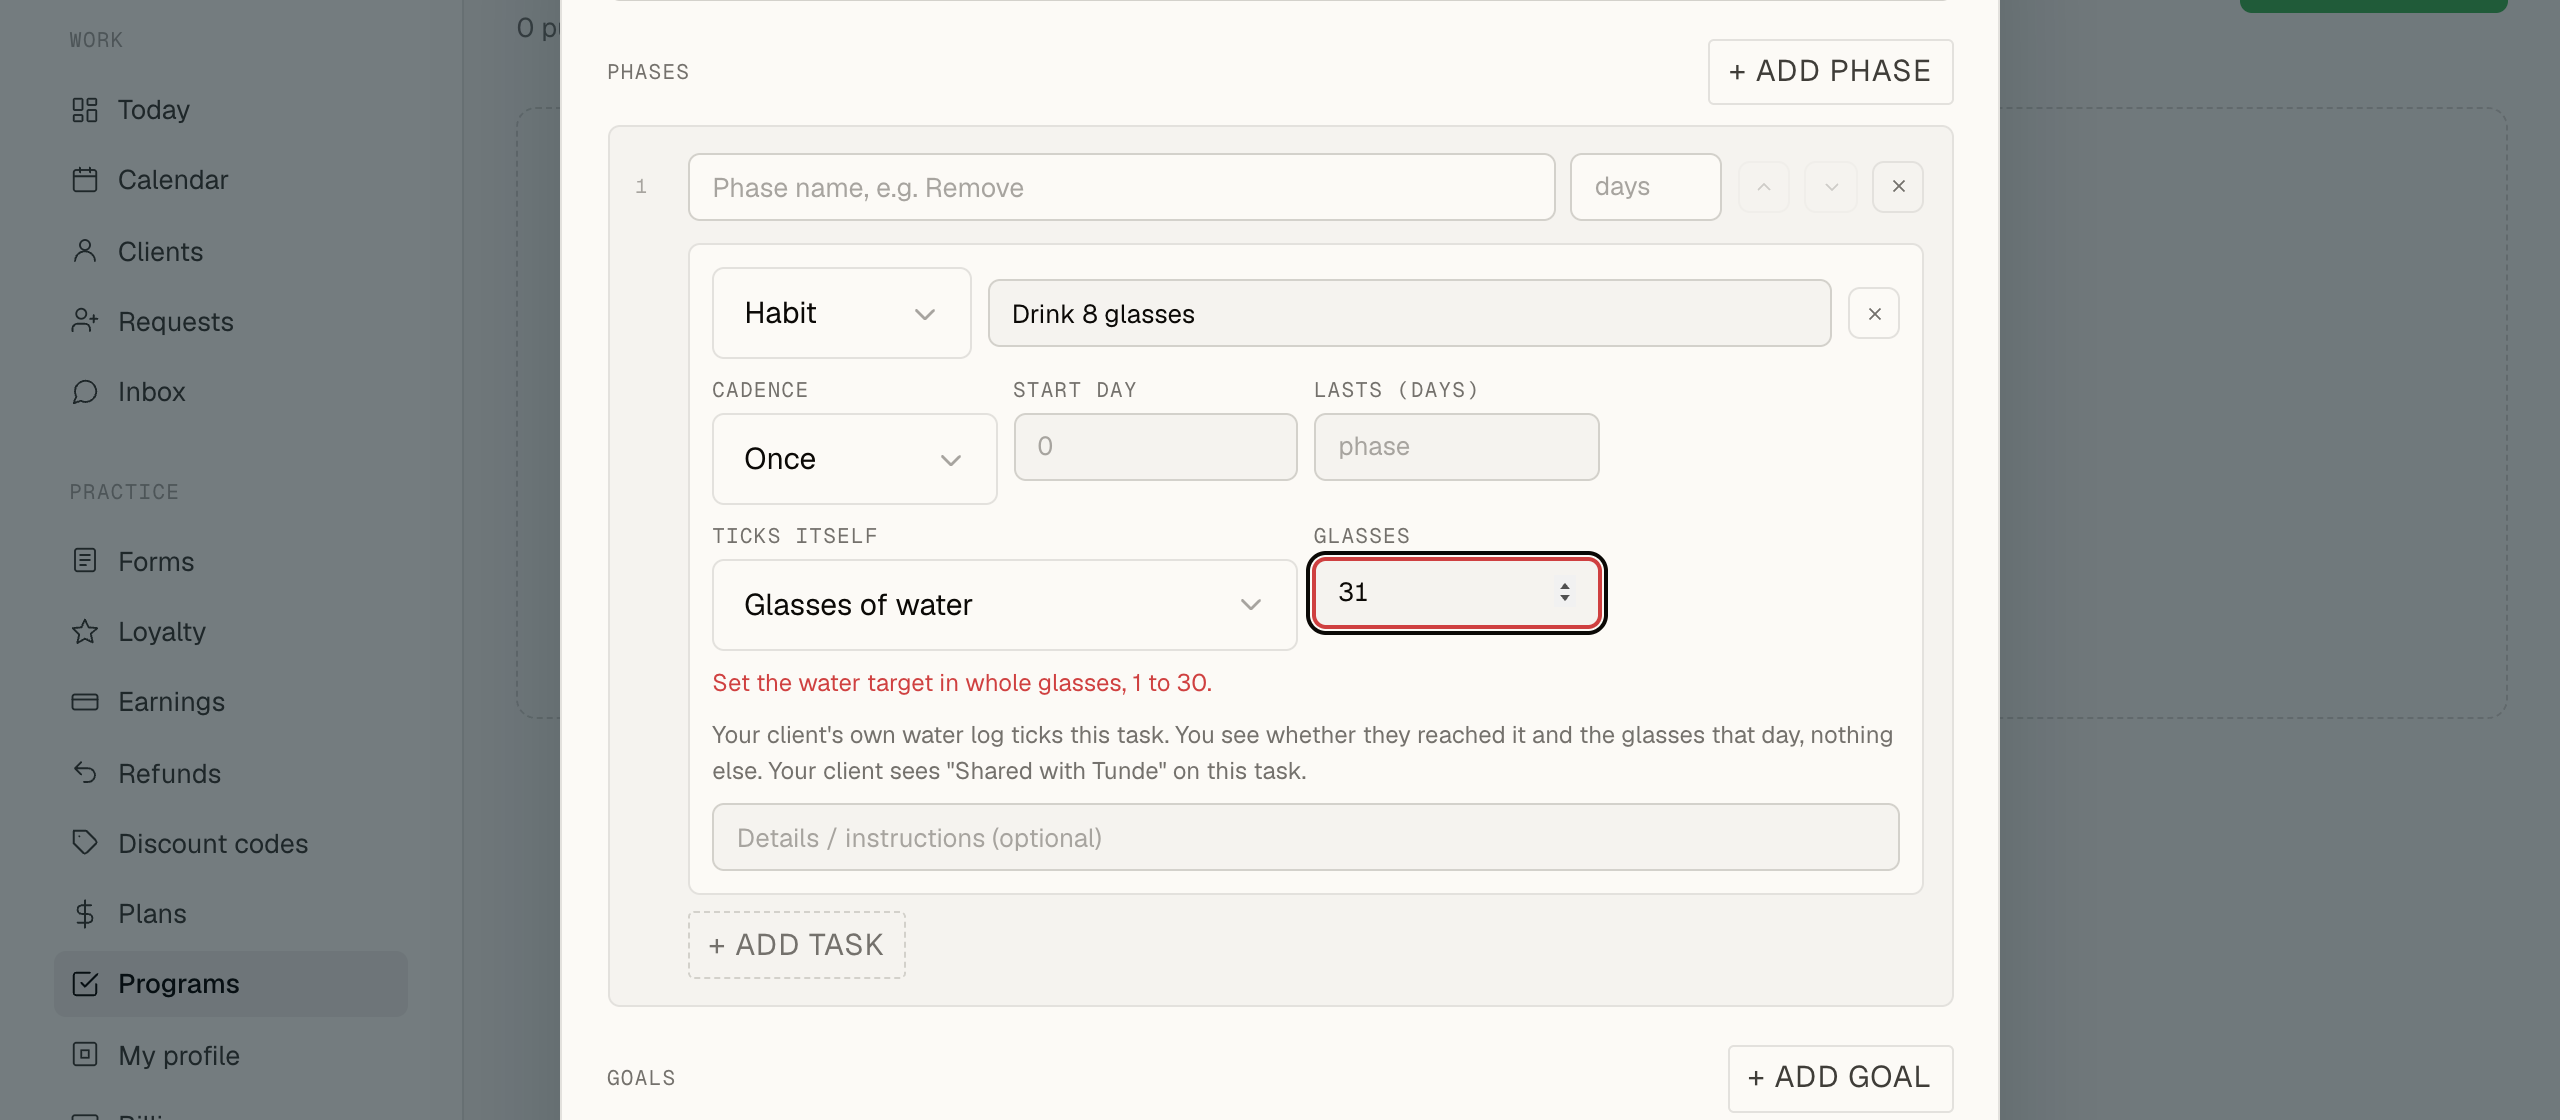 WORK
Today
Calendar
Clients
Requests
Inbox
PRACTICE
Forms
Loyalty
Earnings
Refunds
Discount codes
Plans
Programs
My profile
0 p
PHASES
+ ADD PHASE
1
Phase name, e.g. Remove
days
Habit
Drink 8 glasses
CADENCE
START DAY
LASTS (DAYS)
Once
0
phase
TICKS ITSELF
GLASSES
Glasses of water
31
Set the water target in whole glasses, 1 to 30.
Your client's own water log ticks this task. You see whether they reached it and the glasses that day, nothing
else. Your client sees "Shared with Tunde" on this task.
Details / instructions (optional)
+ ADD TASK
GOALS
+ ADD GOAL